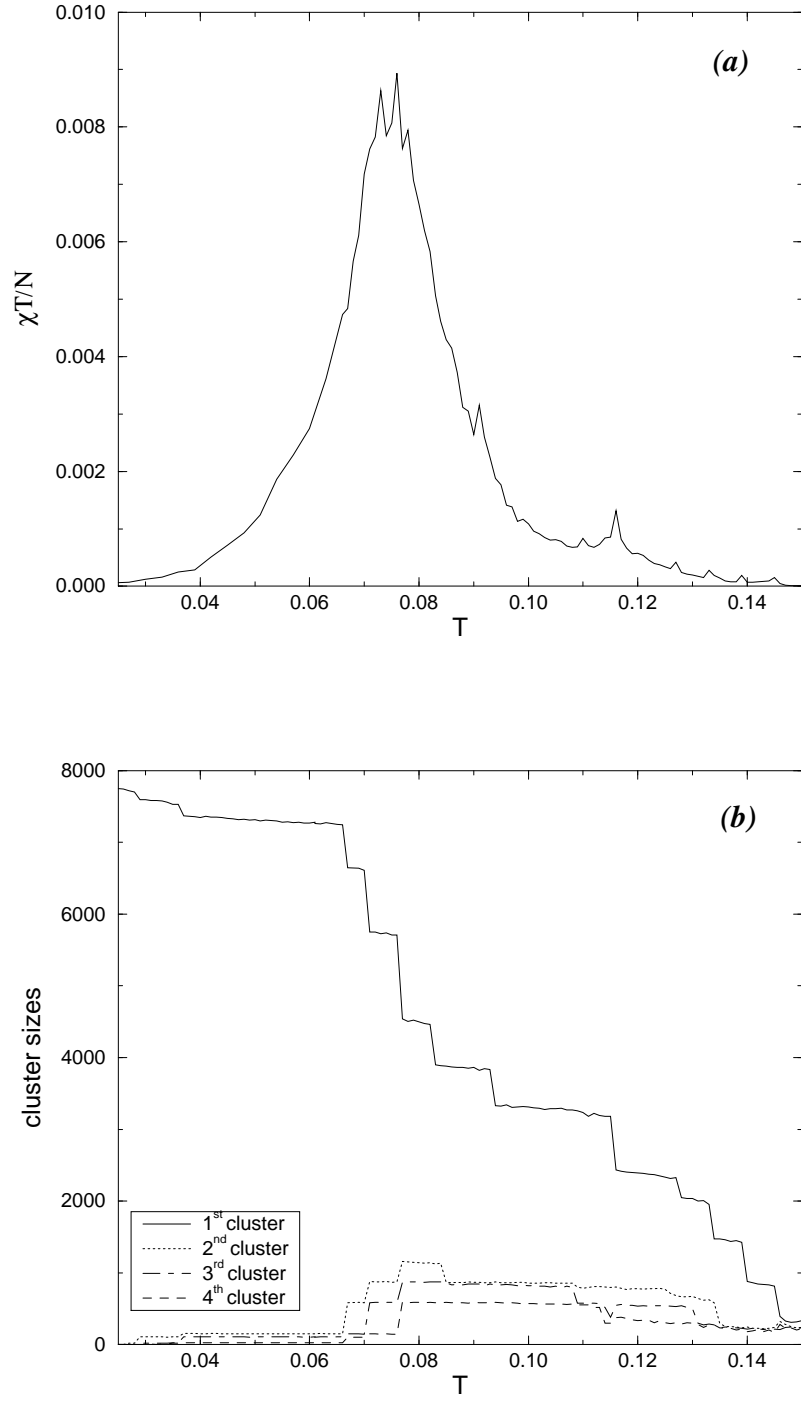 0.010
(a)
0.008
0.006
χT/N
0.004
0.002
0.000
0.04 0.06 0.08 0.10 0.12 0.14
T
8000
(b)
6000
cluster sizes
4000
2000
1st cluster
2nd cluster
3rd cluster
4th cluster
0
0.04 0.06 0.08 0.10 0.12 0.14
T